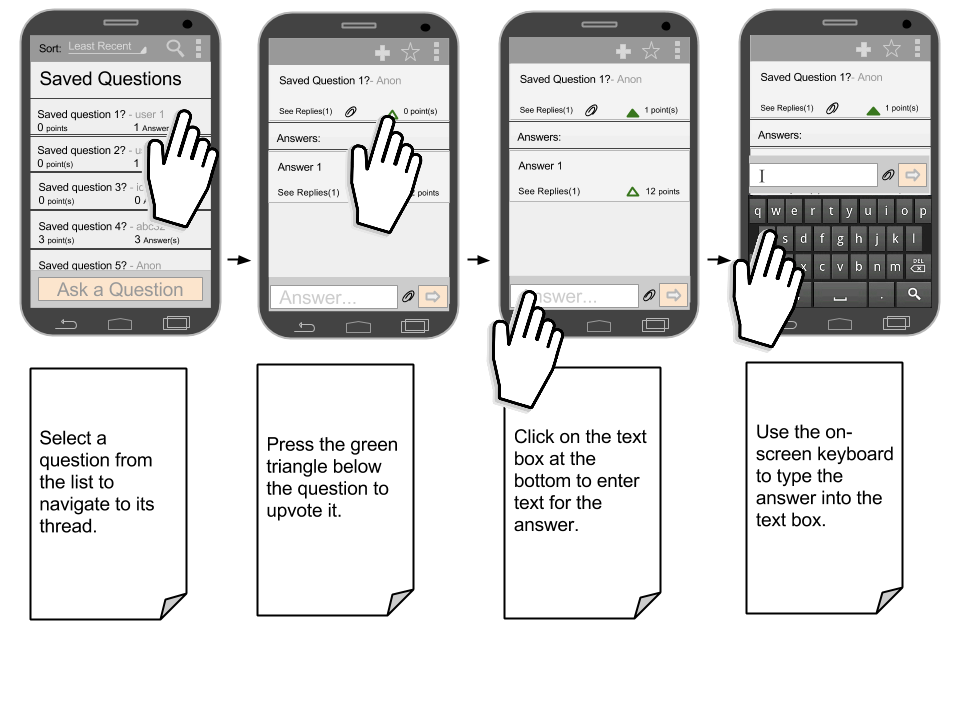 Sort: Least Recent
Saved Questions
Saved question 1? - user 1
0 points 1 Answer
Saved question 2? - u
0 point(s) 1
Saved question 3? -
0 point(s) 0
Saved question 4? - abc32
3 point(s) 3 Answer(s)
Saved question 5? - Anon
Ask a Question
Saved Question 1?- Anon
See Replies(1) 0 point(s)
Answers:
Answer 1
See Replies(1) points
Answer...
Saved Question 1?- Anon
See Replies(1) 1 point(s)
Answers:
Answer 1
See Replies(1) 12 points
nswer...
Saved Question 1?- Anon
See Replies(1) 1 point(s)
Answers:
q w e r t y u i o p
s d f g h j k l
x c v b n m DEL
.
Select a
question from
the list to
navigate to its
thread.
Press the green
triangle below
the question to
upvote it.
Click on the text
box at the
bottom to enter
text for the
answer.
Use the on-
screen keyboard
to type the
answer into the
text box.